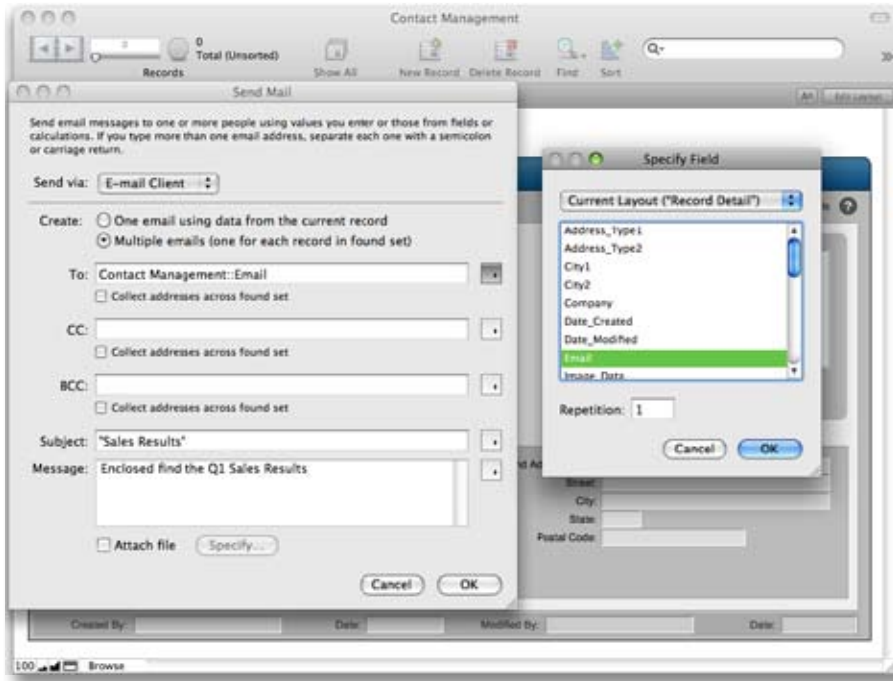 Contact Management
0
Total (Unsorted)
Records
Show All
New Record
Delete Record
Find
Sort
Send Mail
Send email messages to one or more people using values you enter or those from fields or
calculations. If you type more than one email address, separate each one with a semicolon
or carriage return.
Send via: E-mail Client
Create: One email using data from the current record
Multiple emails (one for each record in found set)
To: Contact Management::Email
Collect addresses across found set
CC:
Collect addresses across found set
BCC:
Collect addresses across found set
Subject: "Sales Results"
Message: Enclosed find the Q1 Sales Results
Attach file
Specify...
Cancel
OK
Edit Layout
Specify Field
Current Layout ("Record Detail")
Address_Type1
Address_Type2
City1
City2
Company
Date_Created
Date_Modified
Email
Image_Data
Repetition: 1
Cancel
OK
Street:
City:
State:
Postal Code:
Created By:
Date:
Modified By:
Date:
100
Browse